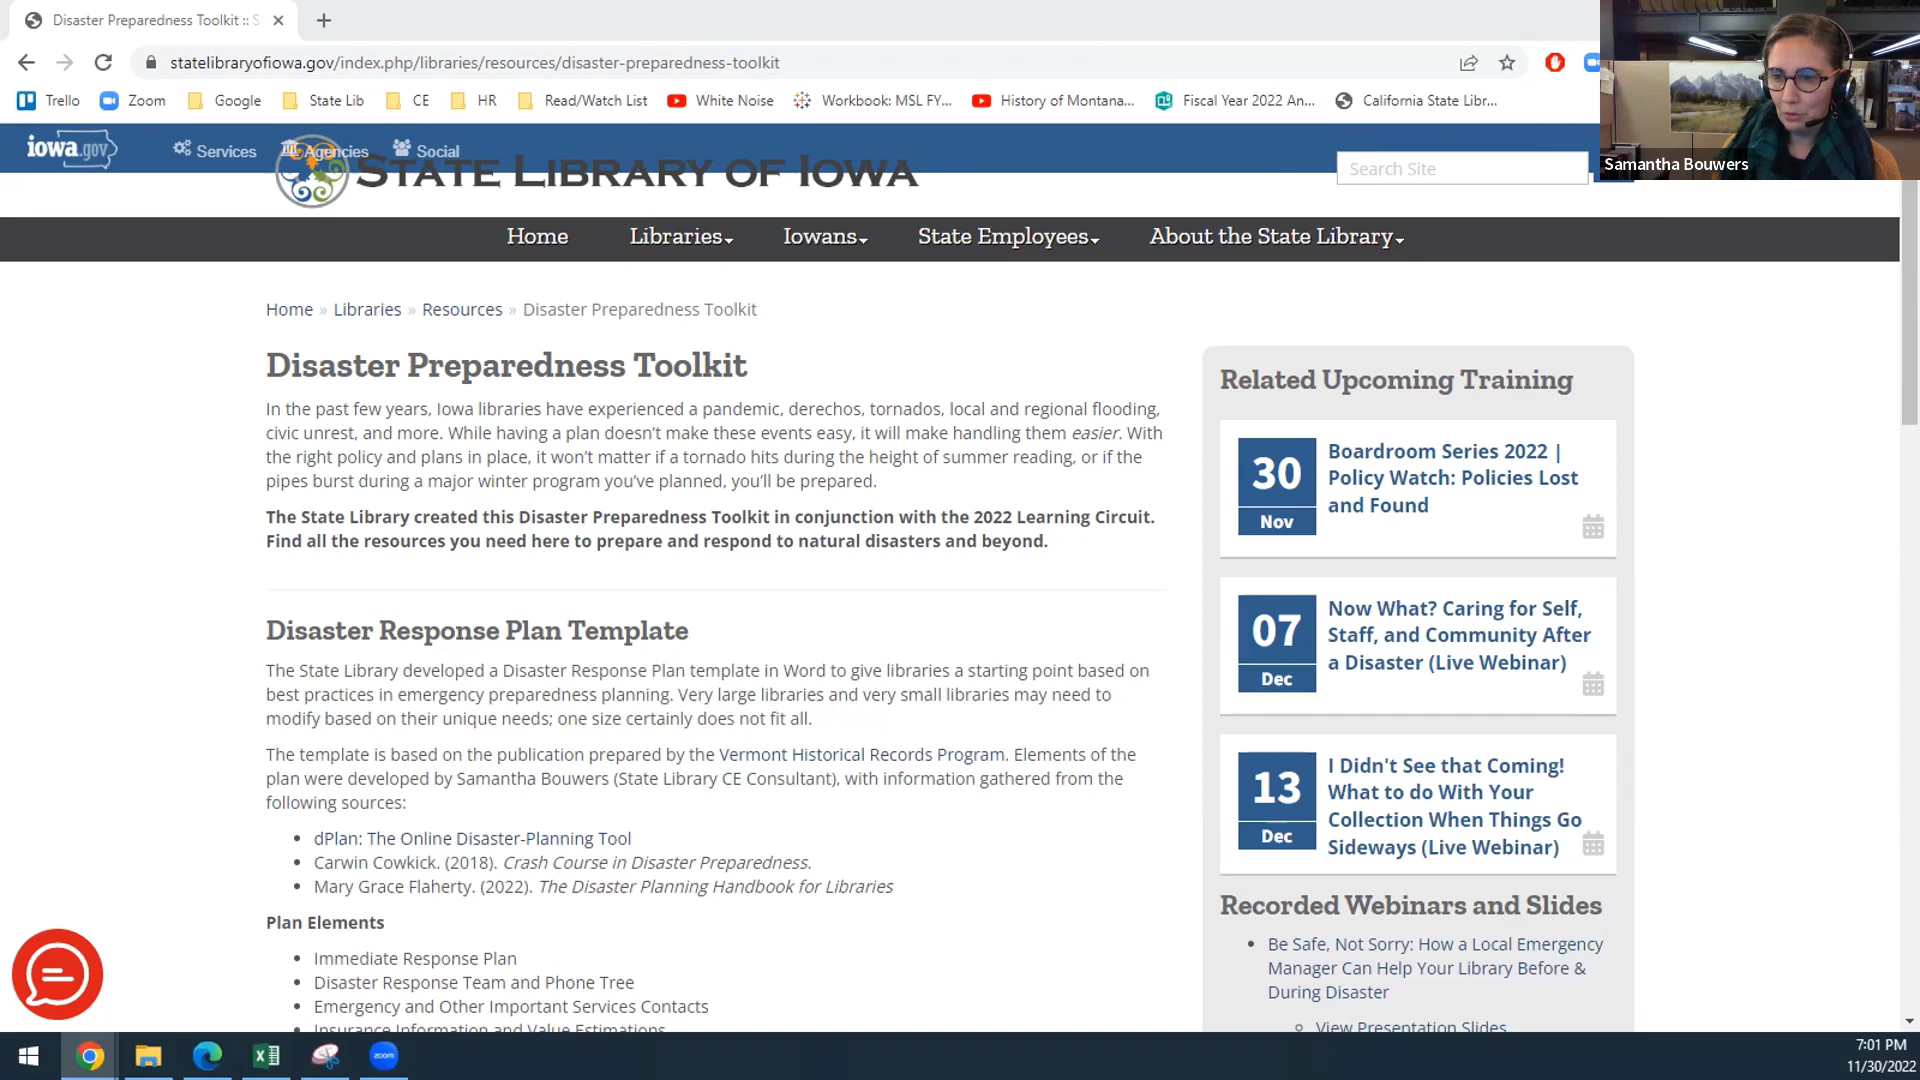 Disaster Preparedness Toolkit :: S
statelibraryofiowa.gov/index.php/libraries/resources/disaster-preparedness-toolkit
Trello Zoom Google State Lib CE HR Read/Watch List White Noise Workbook: MSL FY... History of Montana... Fiscal Year 2022 An... California State Libr...
Samantha Bouwers
iowa.gov Services Agencies Social
STATE LIBRARY OF IOWA
Search Site
Home Libraries Iowans State Employees About the State Library
Home » Libraries » Resources » Disaster Preparedness Toolkit
Disaster Preparedness Toolkit
In the past few years, Iowa libraries have experienced a pandemic, derechos, tornados, local and regional flooding,
civic unrest, and more. While having a plan doesn't make these events easy, it will make handling them easier. With
the right policy and plans in place, it won't matter if a tornado hits during the height of summer reading, or if the
pipes burst during a major winter program you've planned, you'll be prepared.
The State Library created this Disaster Preparedness Toolkit in conjunction with the 2022 Learning Circuit.
Find all the resources you need here to prepare and respond to natural disasters and beyond.
Disaster Response Plan Template
The State Library developed a Disaster Response Plan template in Word to give libraries a starting point based on
best practices in emergency preparedness planning. Very large libraries and very small libraries may need to
modify based on their unique needs; one size certainly does not fit all.
The template is based on the publication prepared by the Vermont Historical Records Program. Elements of the
plan were developed by Samantha Bouwers (State Library CE Consultant), with information gathered from the
following sources:
• dPlan: The Online Disaster-Planning Tool
• Carwin Cowkick. (2018). Crash Course in Disaster Preparedness.
• Mary Grace Flaherty. (2022). The Disaster Planning Handbook for Libraries
Plan Elements
• Immediate Response Plan
• Disaster Response Team and Phone Tree
• Emergency and Other Important Services Contacts
Insurance Information and Value Estimations
Related Upcoming Training
30
Nov
Boardroom Series 2022 |
Policy Watch: Policies Lost
and Found
07
Dec
Now What? Caring for Self,
Staff, and Community After
a Disaster (Live Webinar)
13
Dec
I Didn't See that Coming!
What to do With Your
Collection When Things Go
Sideways (Live Webinar)
Recorded Webinars and Slides
• Be Safe, Not Sorry: How a Local Emergency
Manager Can Help Your Library Before &
During Disaster
○ View Presentation Slides
zoom
7:01 PM
11/30/2022